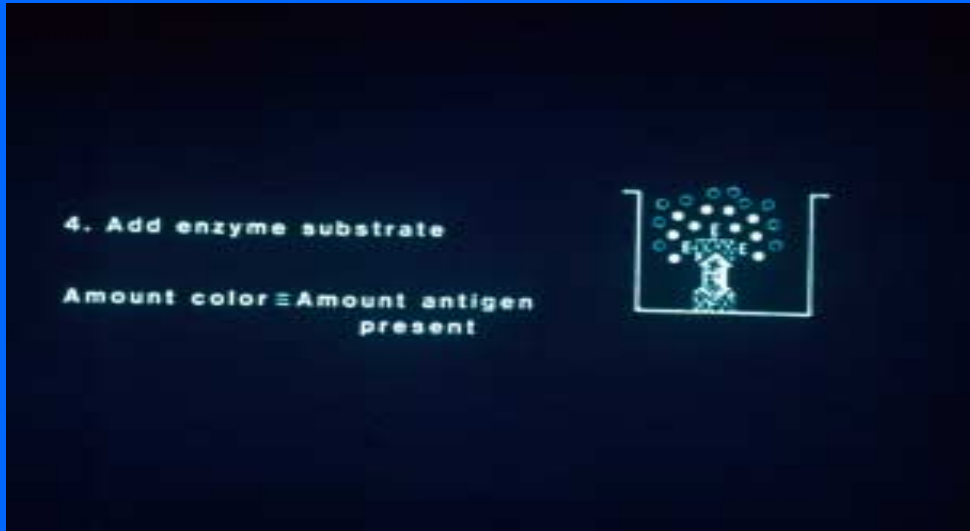 4. Add enzyme substrate
Amount color ≡ Amount antigen
present
E
E E